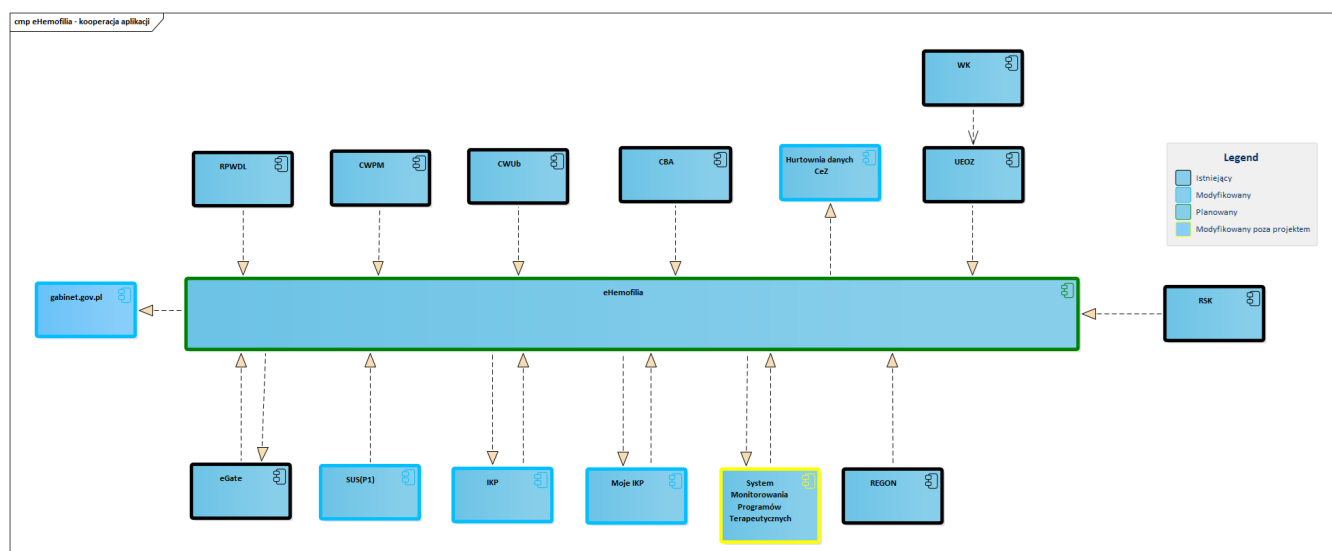 cmp eHemofilia - kooperacja aplikacji
WK
RPWDL
CWPM
CWUb
CBA
Hurtownia danych
CeZ
UEOZ
Legend
Istniejący
Modyfikowany
Planowany
Modyfikowany poza projektem
gabinet.gov.pl
eHemofilia
RSK
eGate
SUS(P1)
IKP
Moje IKP
System
Monitorowania
Programów
Terapeutycznych
REGON